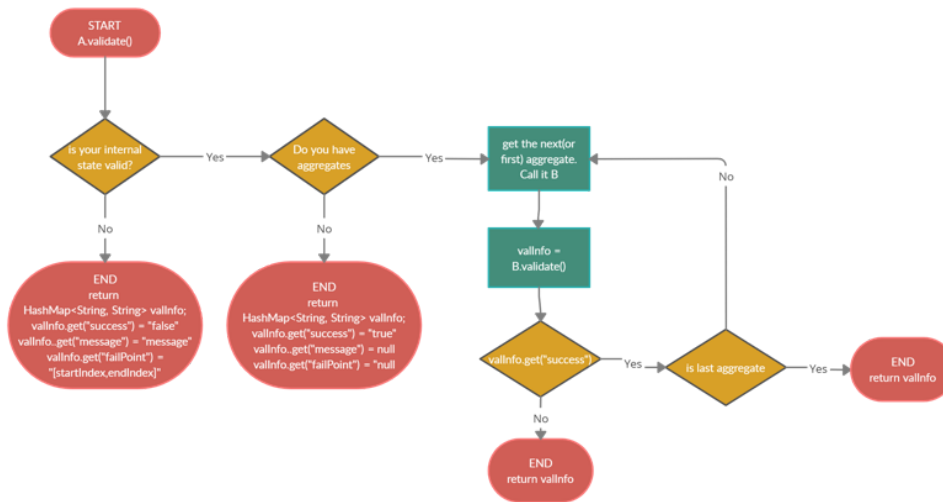 START
A.validate()
is your internal
state valid?
Yes
Do you have
aggregates
Yes
get the next(or
first) aggregate.
Call it B
No
No
No
valInfo =
B.validate()
END
return
HashMap<String, String> valInfo;
valInfo.get("success") = "false"
valInfo..get("message") = "message"
valInfo.get("failPoint") =
"[startIndex,endIndex]"
END
return
HashMap<String, String> valInfo;
valInfo.get("success") = "true"
valInfo..get("message") = null
valInfo.get("failPoint") = "null
valInfo.get("success")
Yes
is last aggregate
Yes
END
return valInfo
No
END
return valInfo